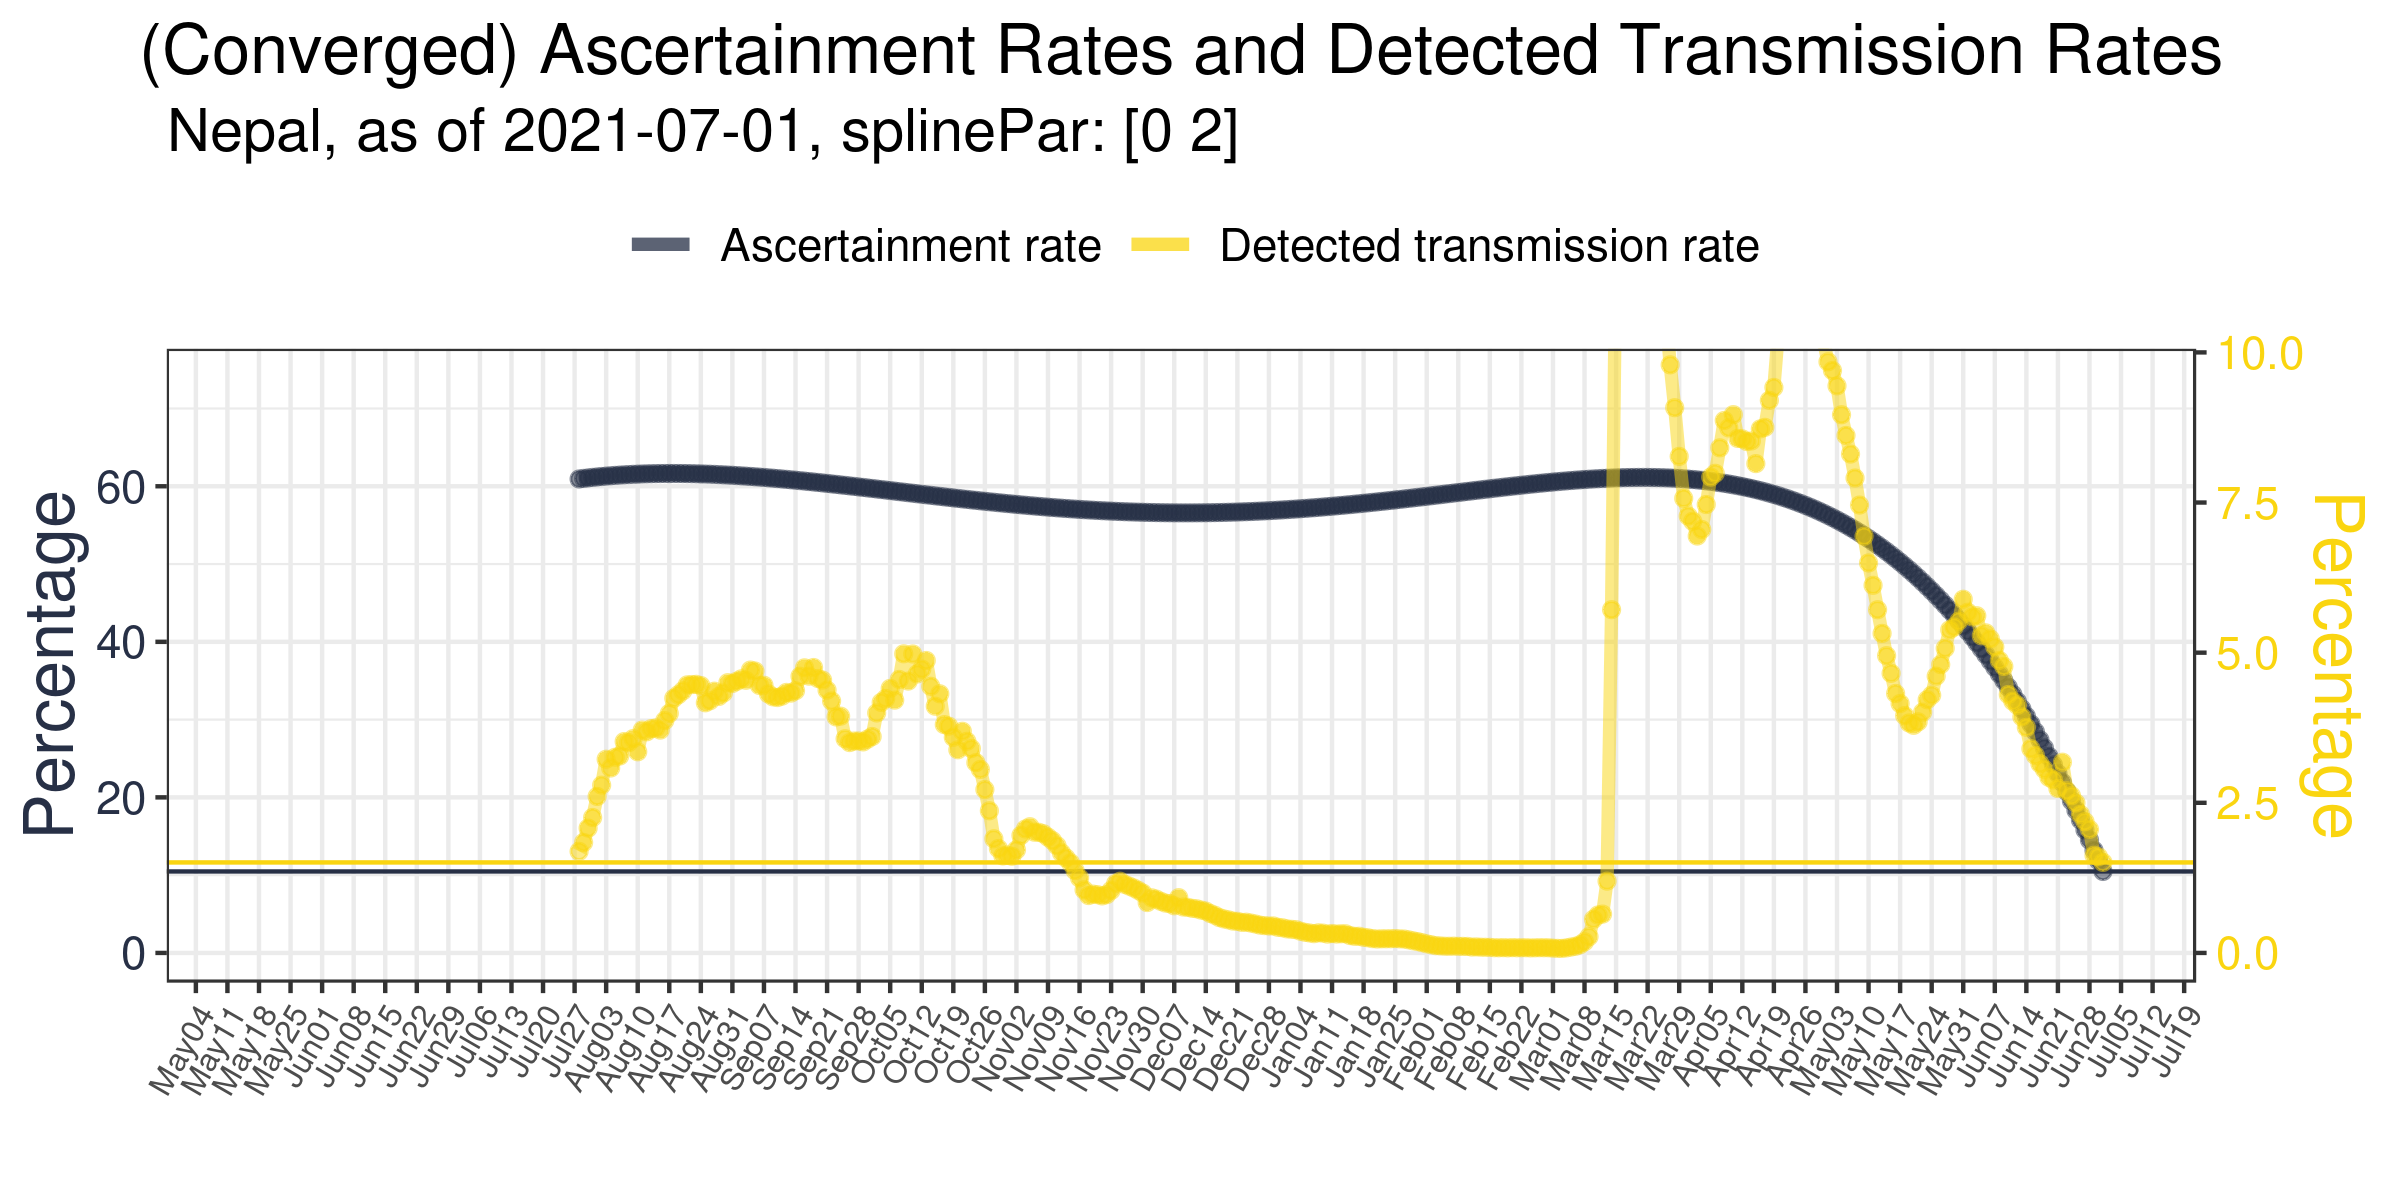 (Converged) Ascertainment Rates and Detected Transmission Rates
Nepal, as of 2021-07-01, splinePar: [0 2]
Ascertainment rate
Detected transmission rate
Percentage
60
40
20
0
10.0
7.5
5.0
2.5
0.0
Percentage
May04
May11
May18
May25
Jun01
Jun08
Jun15
Jun22
Jun29
Jul06
Jul13
Jul20
Jul27
Aug03
Aug10
Aug17
Aug24
Aug31
Sep07
Sep14
Sep21
Sep28
Oct05
Oct12
Oct19
Oct26
Nov02
Nov09
Nov16
Nov23
Nov30
Dec07
Dec14
Dec21
Dec28
Jan04
Jan11
Jan18
Jan25
Feb01
Feb08
Feb15
Feb22
Mar01
Mar08
Mar15
Mar22
Mar29
Apr05
Apr12
Apr19
Apr26
May03
May10
May17
May24
May31
Jun07
Jun14
Jun21
Jun28
Jul05
Jul12
Jul19